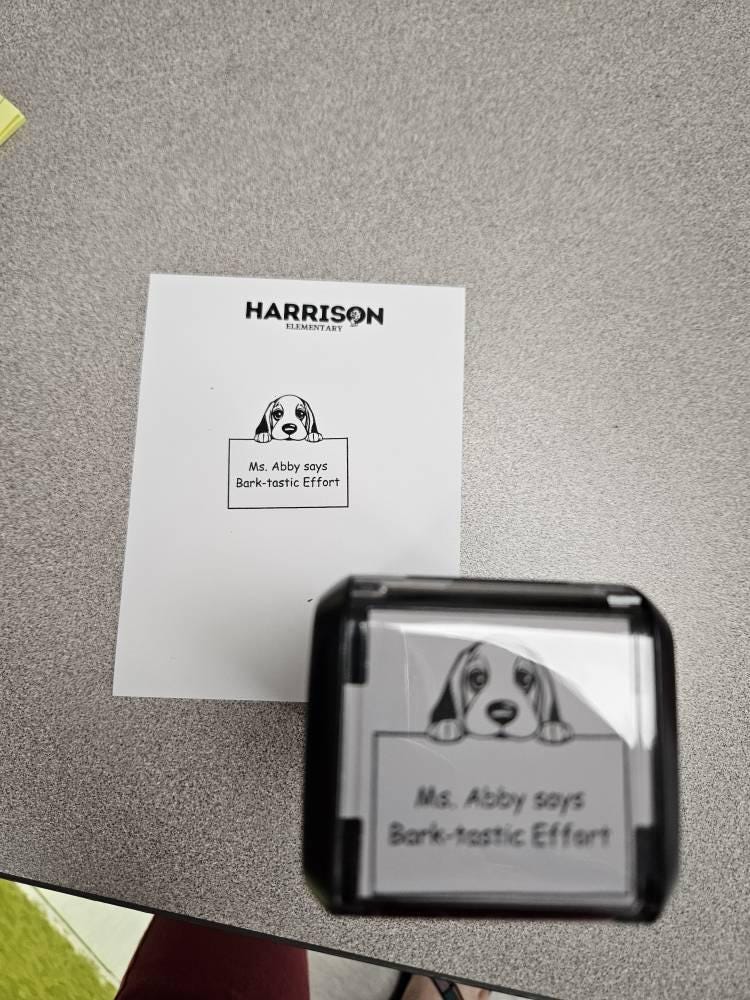 HARRISON
ELEMENTARY
Ms. Abby says
Bark-tastic Effort
Ms. Abby says
Bark-tastic Effort